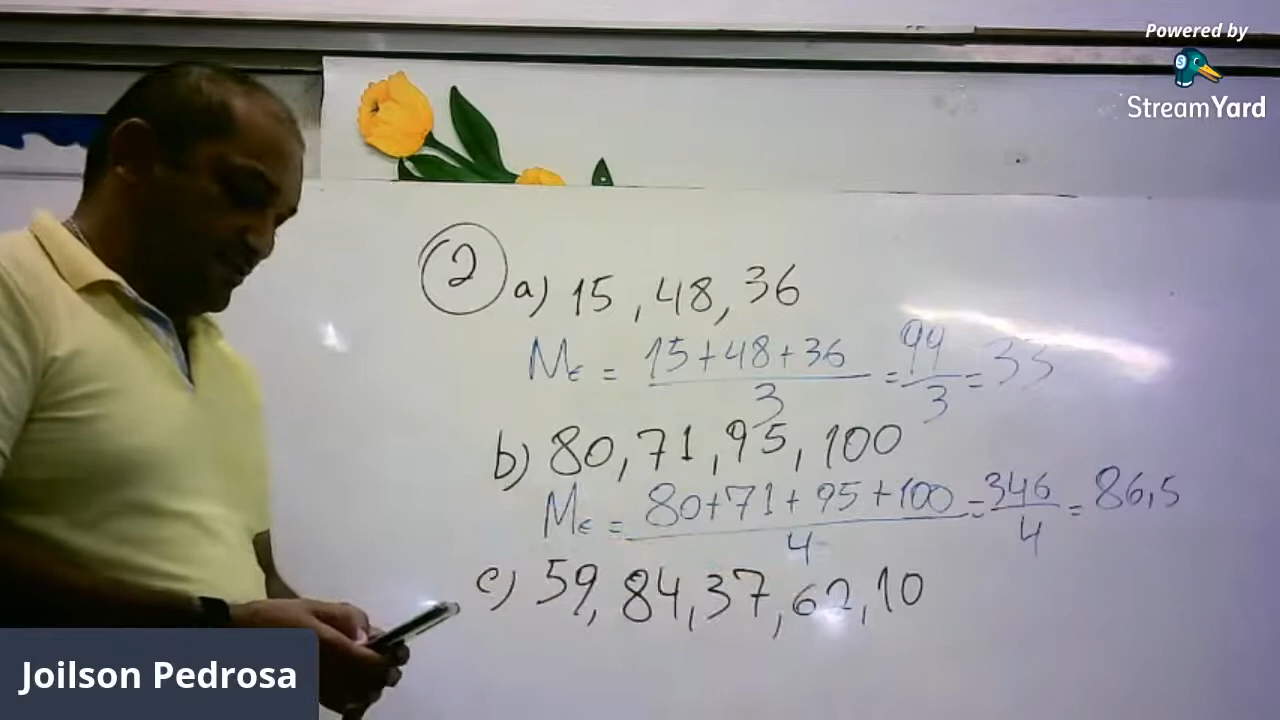 Powered by
StreamYard
2 a) 15, 48, 36
Me = 15+48+36/3 = 99/3 = 33
b) 80, 71, 95, 100
Me = 80+71+95+100/4 = 346/4 = 86,5
c) 59, 84, 37, 62, 10
Joilson Pedrosa